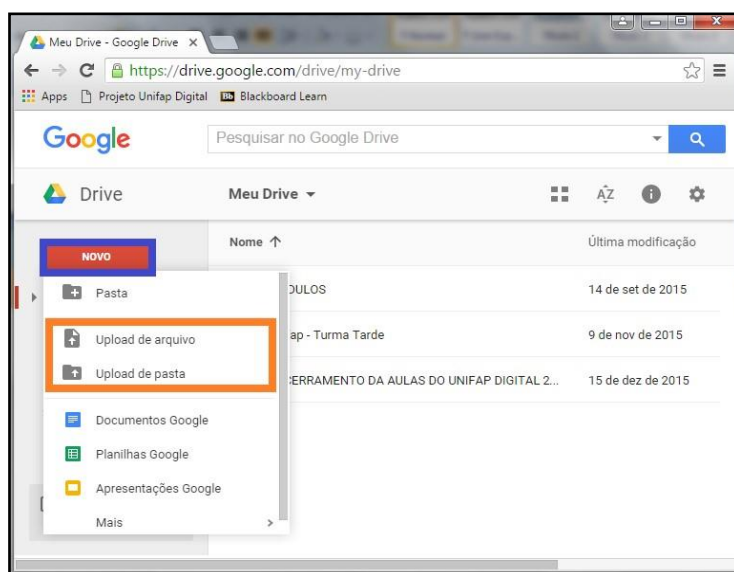 Meu Drive - Google Drive
https://drive.google.com/drive/my-drive
Apps Projeto Unifap Digital Bb Blackboard Learn
Google Pesquisar no Google Drive
Drive Meu Drive AZ
NOVO Nome Última modificação
Pasta
14 de set de 2015
Upload de arquivo ap - Turma Tarde 9 de nov de 2015
Upload de pasta
DA AULAS DO UNIFAP DIGITAL 2... 15 de dez de 2015
Documentos Google
Planilhas Google
Apresentações Google
Mais